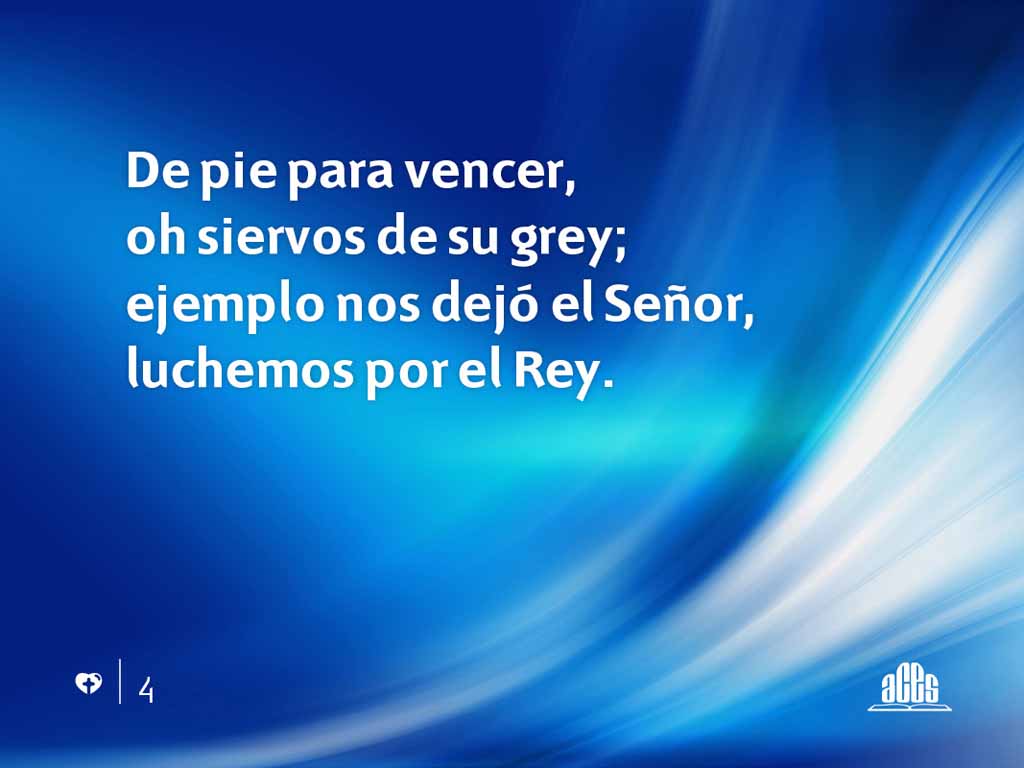 De pie para vencer,
oh siervos de su grey;
ejemplo nos dejó el Señor,
luchemos por el Rey.
4
aces